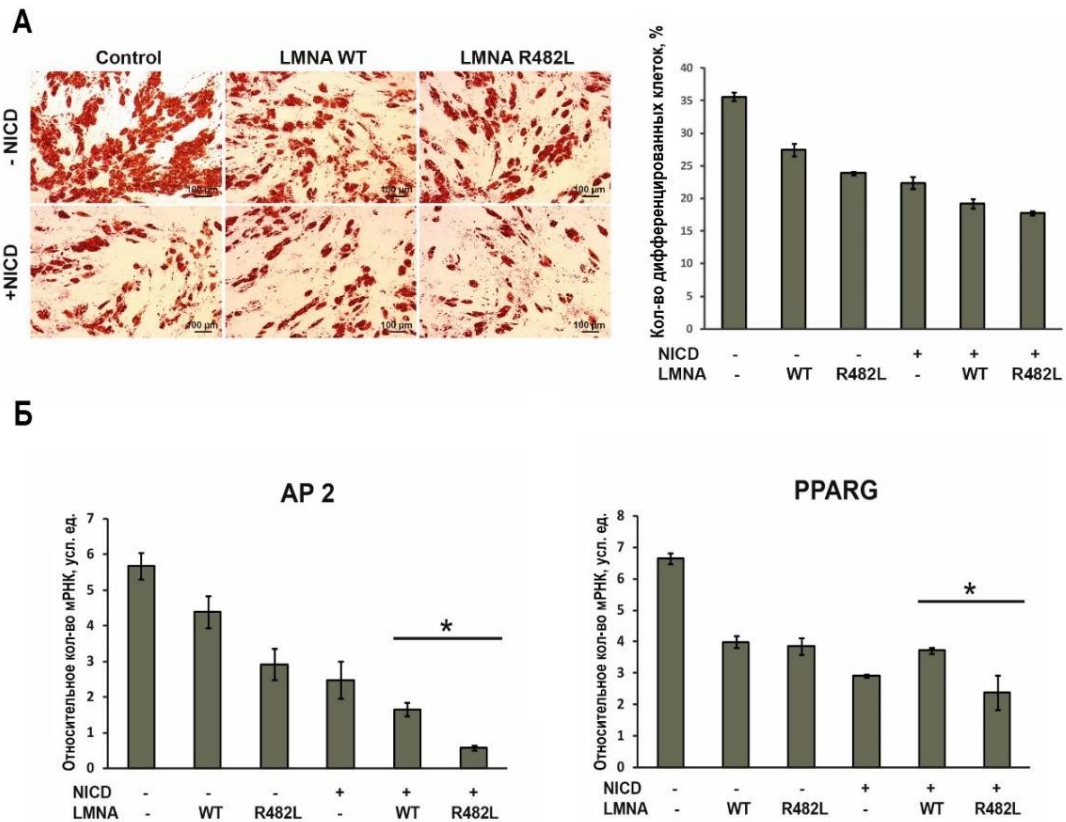 А
Control LMNA WT LMNA R482L
- NICD
100 µm 100 µm 100 µm
+NICD
100 µm 100 µm 100 µm
Кол-во дифференцированных клеток, %
40
35
30
25
20
15
10
5
0
NICD - - - + + +
LMNA - WT R482L - WT R482L
Б
AP 2
Относительное кол-во мРНК, усл. ед.
7
6
5
4
3
2
1
0
*
NICD - - - + + +
LMNA - WT R482L - WT R482L
PPARG
Относительное кол-во мРНК, усл. ед.
8
7
6
5
4
3
2
1
0
*
NICD - - - + + +
LMNA - WT R482L - WT R482L